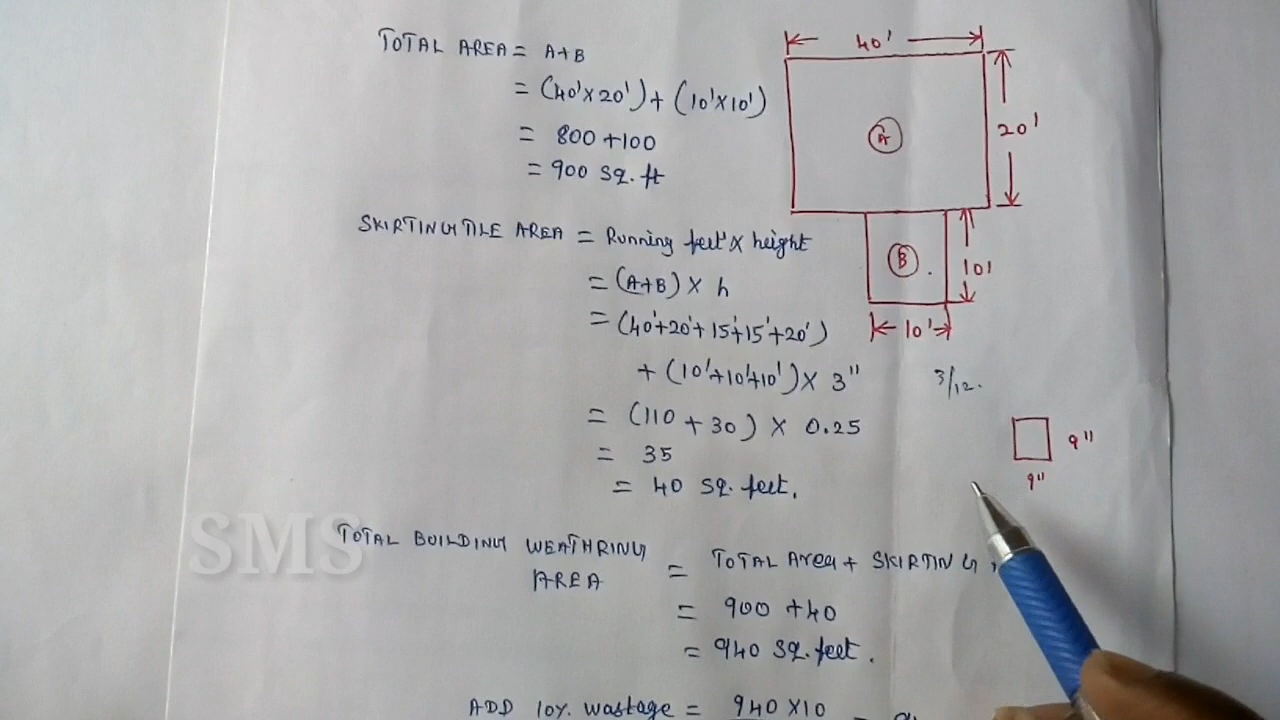 TOTAL AREA = A+B
= (40'x20') + (10'x10')
= 800 +100
= 900 SQ. ft
SKIRTING TILE AREA = Running feet x height
= (A+B) x h
= (40'+20'+15'+15'+20')
+ (10'+10'+10') x 3"
= (110 + 30) x 0.25
= 35
= 40 SQ. feet.
TOTAL BUILDING WEATHRING AREA = TOTAL Area + SKIRTING,
= 900 +40
= 940 SQ. feet.
ADD 10%. wastage = 940 X10
40'
A
20'
B
10'
10'
3/12.
9"
9"
SMS